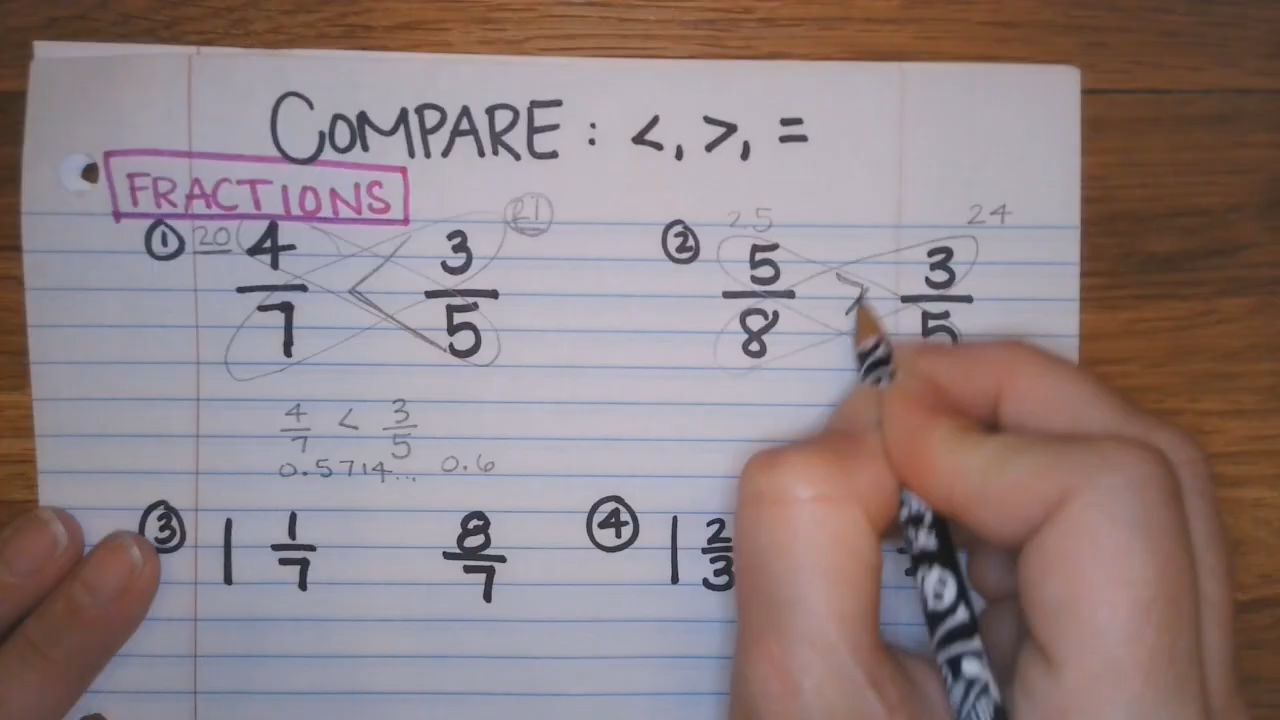 COMPARE: <, >, =
FRACTIONS
① 20 4/7 < 3/5 21
② 25 5/8 > 3/5 24
4/7 < 3/5
0.5714... 0.6
③ 1 1/7 8/7
④ 1 2/3